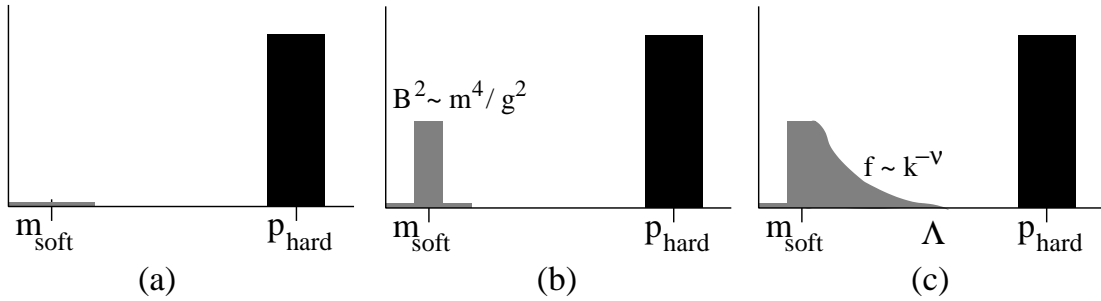 m_soft
p_hard
(a)
B² ~ m⁴ / g²
m_soft
p_hard
(b)
f ~ k^−ν
m_soft
Λ
p_hard
(c)